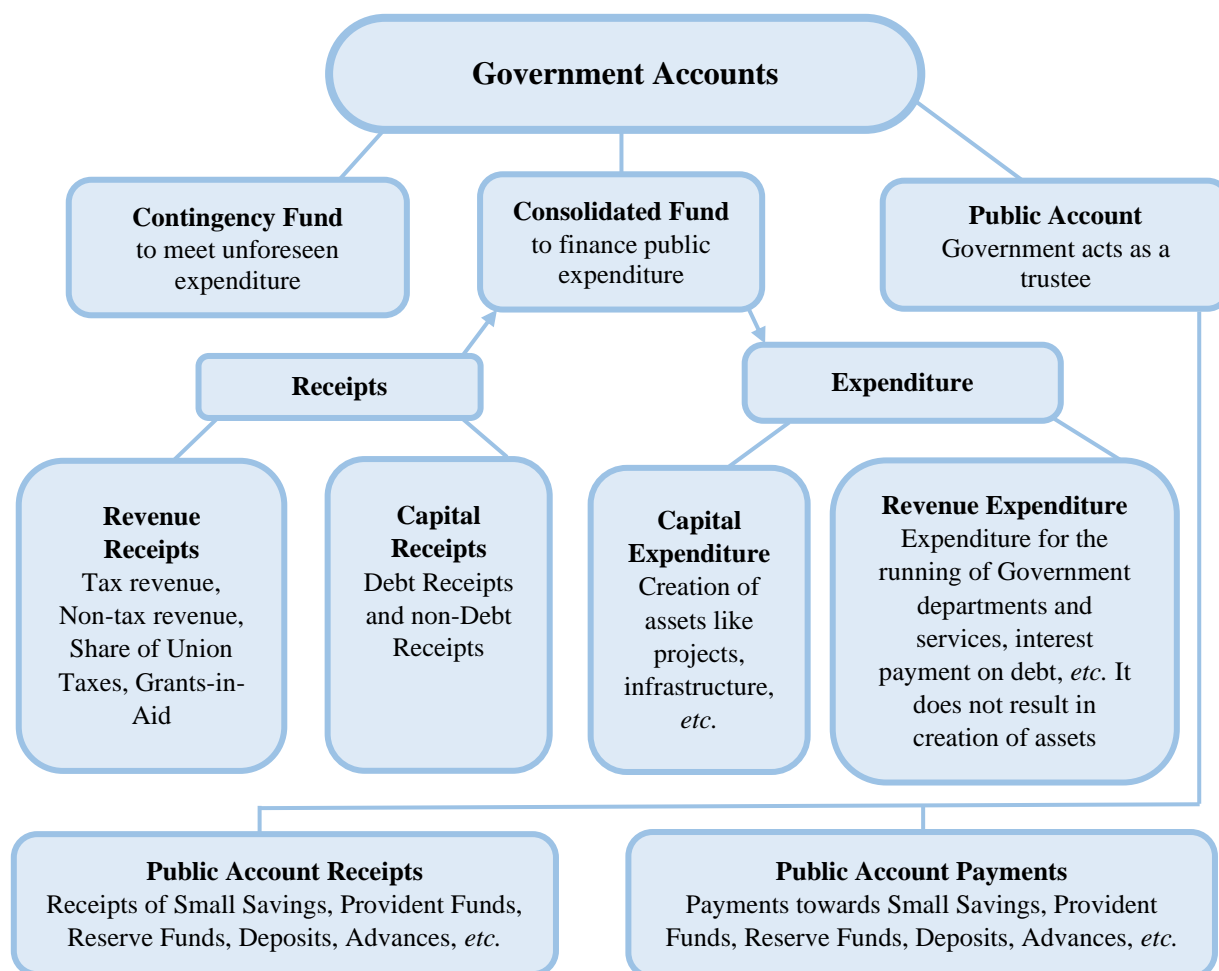 Government Accounts
Contingency Fund
to meet unforeseen
expenditure
Consolidated Fund
to finance public
expenditure
Public Account
Government acts as a
trustee
Receipts
Expenditure
Revenue
Receipts
Tax revenue,
Non-tax revenue,
Share of Union
Taxes, Grants-in-
Aid
Capital
Receipts
Debt Receipts
and non-Debt
Receipts
Capital
Expenditure
Creation of
assets like
projects,
infrastructure,
etc.
Revenue Expenditure
Expenditure for the
running of Government
departments and
services, interest
payment on debt, etc. It
does not result in
creation of assets
Public Account Receipts
Receipts of Small Savings, Provident Funds,
Reserve Funds, Deposits, Advances, etc.
Public Account Payments
Payments towards Small Savings, Provident
Funds, Reserve Funds, Deposits, Advances, etc.